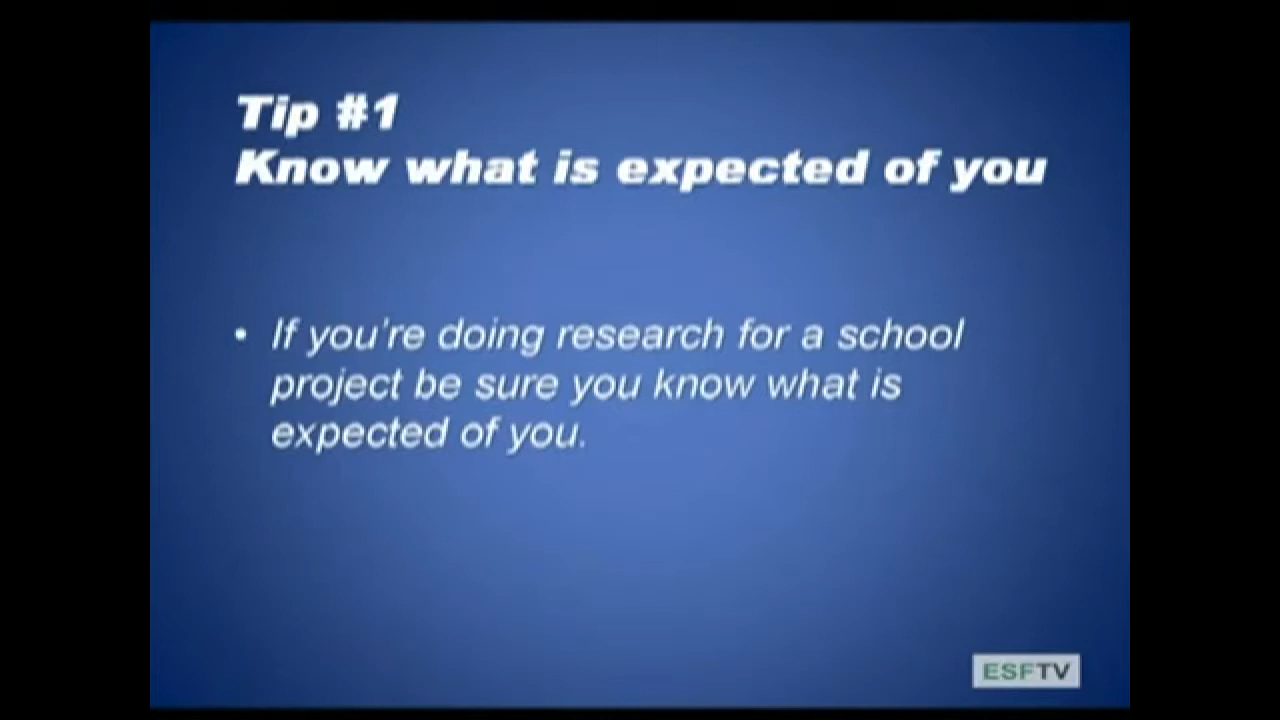 Tip #1
Know what is expected of you
• If you're doing research for a school
project be sure you know what is
expected of you.
ESFTV